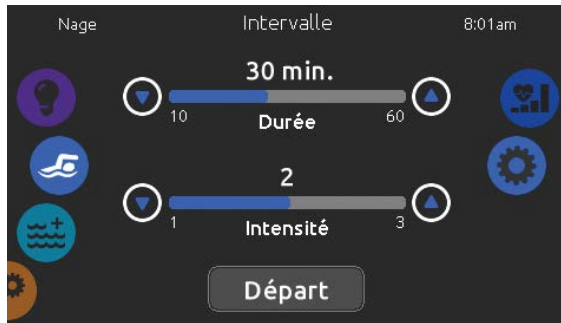 Nage Intervalle 8:01am
30 min.
10 Durée 60
2
1 Intensité 3
Départ